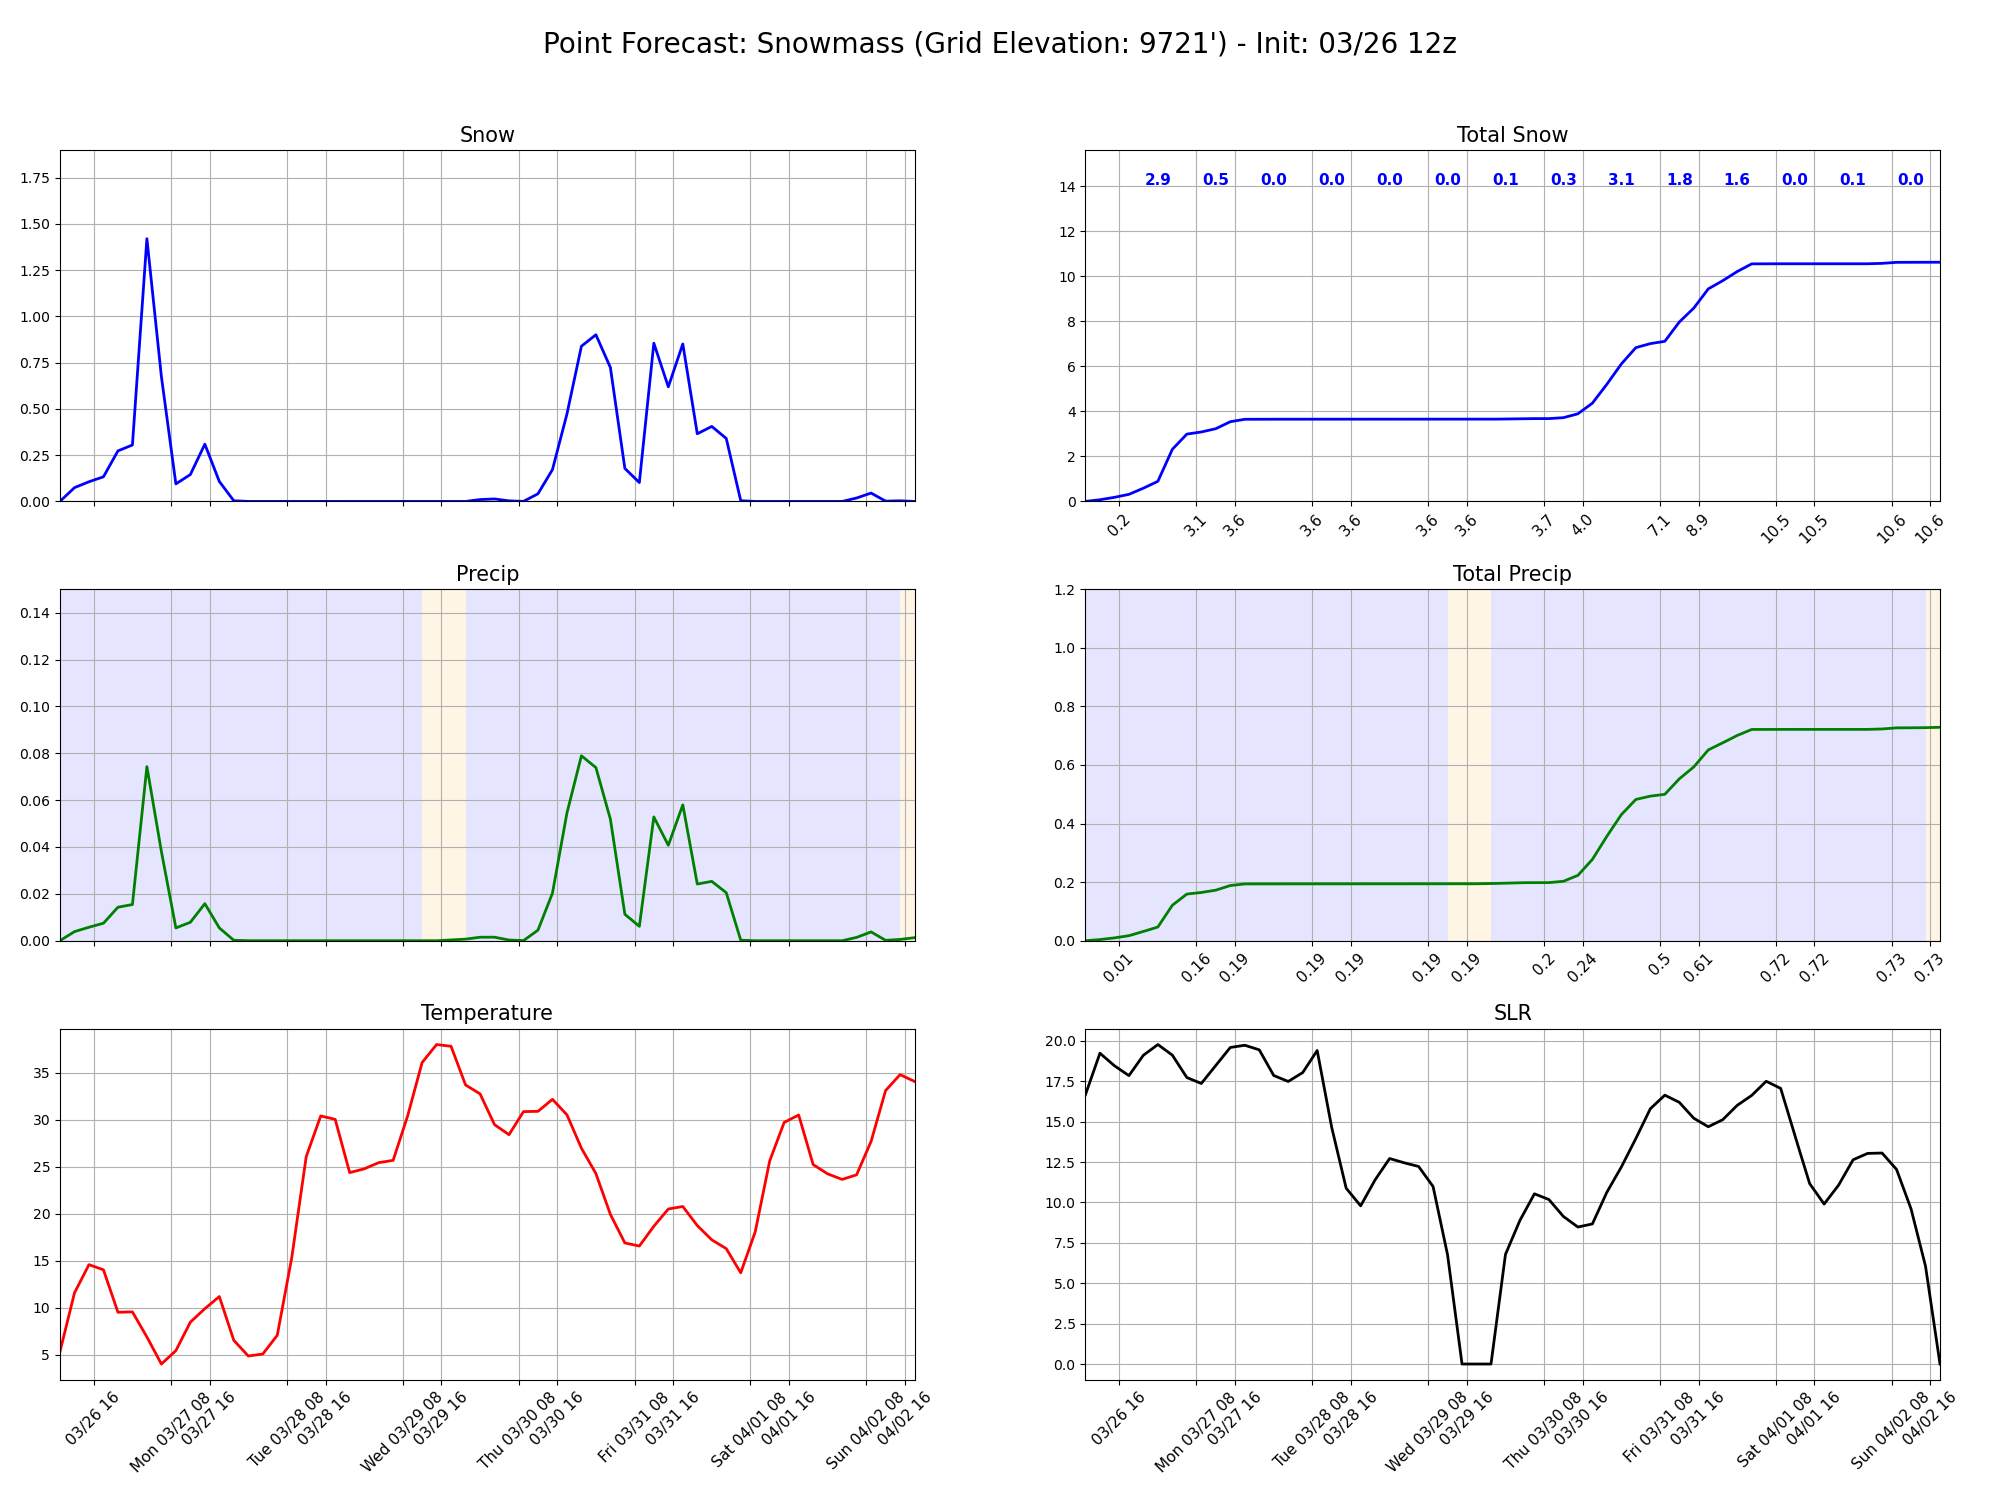 Point Forecast: Snowmass (Grid Elevation: 9721') - Init: 03/26 12z
Snow
1.75
1.50
1.25
1.00
0.75
0.50
0.25
0.00
Total Snow
2.9 0.5 0.0 0.0 0.0 0.0 0.1 0.3 3.1 1.8 1.6 0.0 0.1 0.0
14
12
10
8
6
4
2
0
0.2 3.1 3.6 3.6 3.6 3.6 3.6 3.7 4.0 7.1 8.9 10.5 10.5 10.6 10.6
Precip
0.14
0.12
0.10
0.08
0.06
0.04
0.02
0.00
Total Precip
1.2
1.0
0.8
0.6
0.4
0.2
0.0
0.01 0.16 0.19 0.19 0.19 0.19 0.19 0.2 0.24 0.5 0.61 0.72 0.72 0.73 0.73
Temperature
35
30
25
20
15
10
5
03/26 16
Mon 03/27 08
03/27 16
Tue 03/28 08
03/28 16
Wed 03/29 08
03/29 16
Thu 03/30 08
03/30 16
Fri 03/31 08
03/31 16
Sat 04/01 08
04/01 16
Sun 04/02 08
04/02 16
SLR
20.0
17.5
15.0
12.5
10.0
7.5
5.0
2.5
0.0
03/26 16
Mon 03/27 08
03/27 16
Tue 03/28 08
03/28 16
Wed 03/29 08
03/29 16
Thu 03/30 08
03/30 16
Fri 03/31 08
03/31 16
Sat 04/01 08
04/01 16
Sun 04/02 08
04/02 16